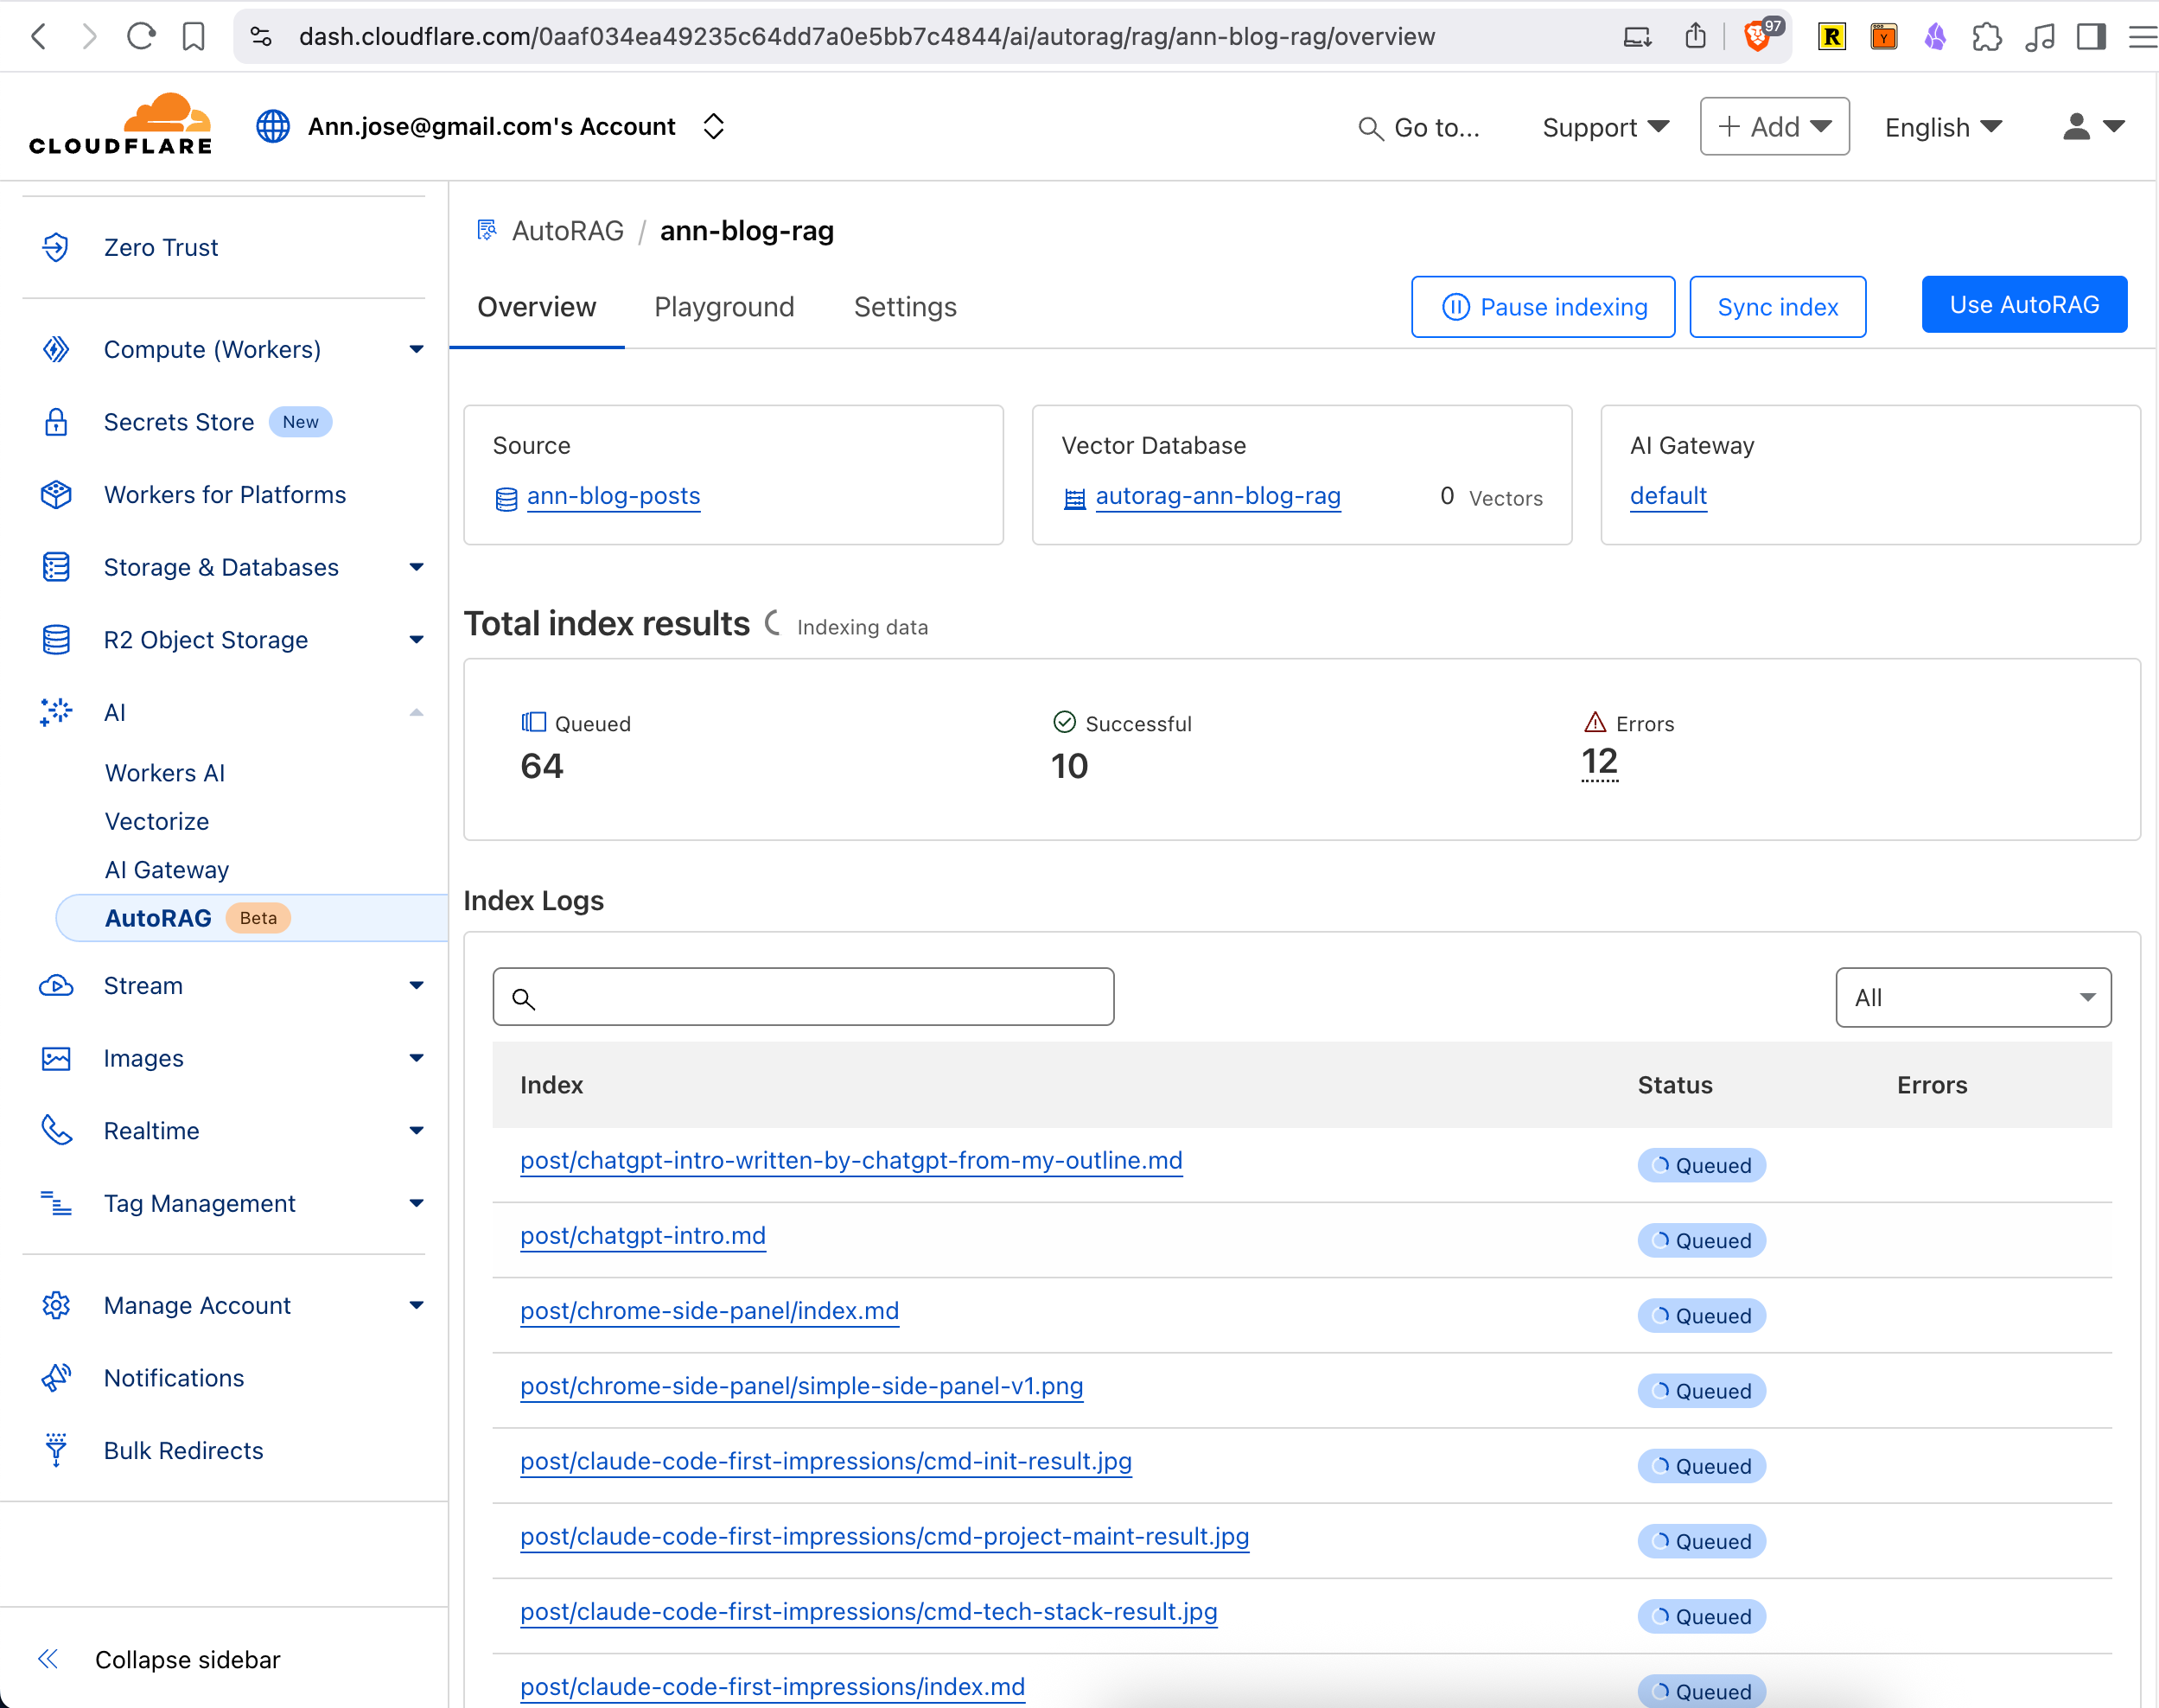 dash.cloudflare.com/0aaf034ea49235c64dd7a0e5bb7c4844/ai/autorag/rag/ann-blog-rag/overview
97
R
Y
CLOUDFLARE
Ann.jose@gmail.com's Account
Go to...
Support
+ Add
English
Zero Trust
Compute (Workers)
Secrets Store New
Workers for Platforms
Storage & Databases
R2 Object Storage
AI
Workers AI
Vectorize
AI Gateway
AutoRAG Beta
Stream
Images
Realtime
Tag Management
Manage Account
Notifications
Bulk Redirects
Collapse sidebar
AutoRAG / ann-blog-rag
Overview Playground Settings
Pause indexing
Sync index
Use AutoRAG
Source
ann-blog-posts
Vector Database
autorag-ann-blog-rag 0 Vectors
AI Gateway
default
Total index results Indexing data
Queued
64
Successful
10
Errors
12
Index Logs
All
Index Status Errors
post/chatgpt-intro-written-by-chatgpt-from-my-outline.md Queued
post/chatgpt-intro.md Queued
post/chrome-side-panel/index.md Queued
post/chrome-side-panel/simple-side-panel-v1.png Queued
post/claude-code-first-impressions/cmd-init-result.jpg Queued
post/claude-code-first-impressions/cmd-project-maint-result.jpg Queued
post/claude-code-first-impressions/cmd-tech-stack-result.jpg Queued
post/claude-code-first-impressions/index.md Queued